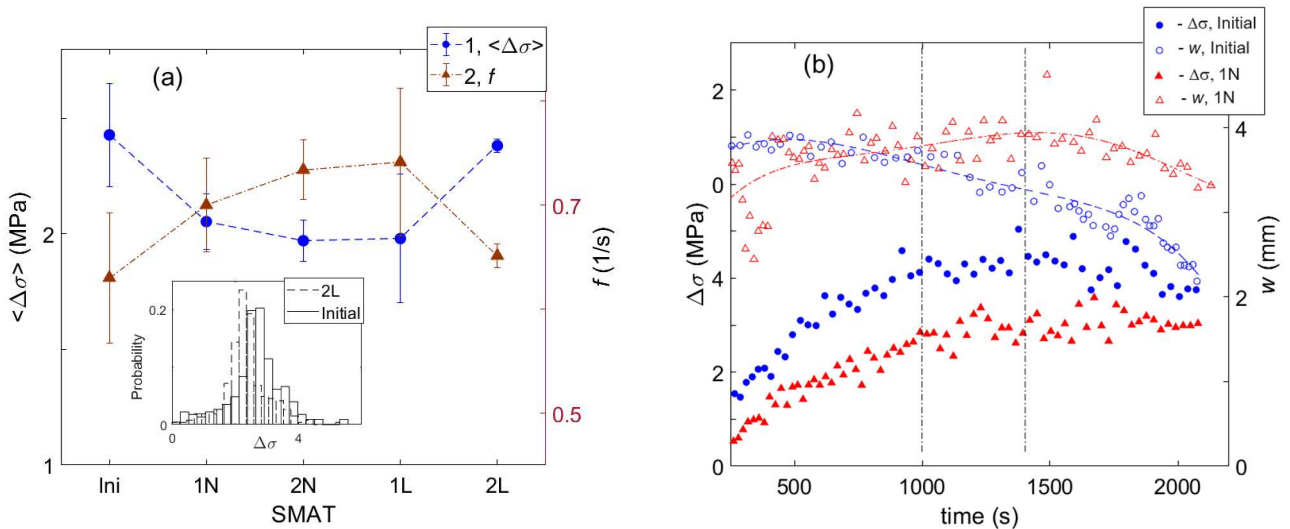 (a)
1, <Δσ>
2, f
<Δσ> (MPa)
2
1
f (1/s)
0.7
0.5
Ini 1N 2N 1L 2L
SMAT
2L
Initial
Probability
0.2
0
0 4
Δσ
(b)
- Δσ, Initial
- w, Initial
- Δσ, 1N
- w, 1N
Δσ (MPa)
2
0
4
2
0
w (mm)
4
2
0
500 1000 1500 2000
time (s)